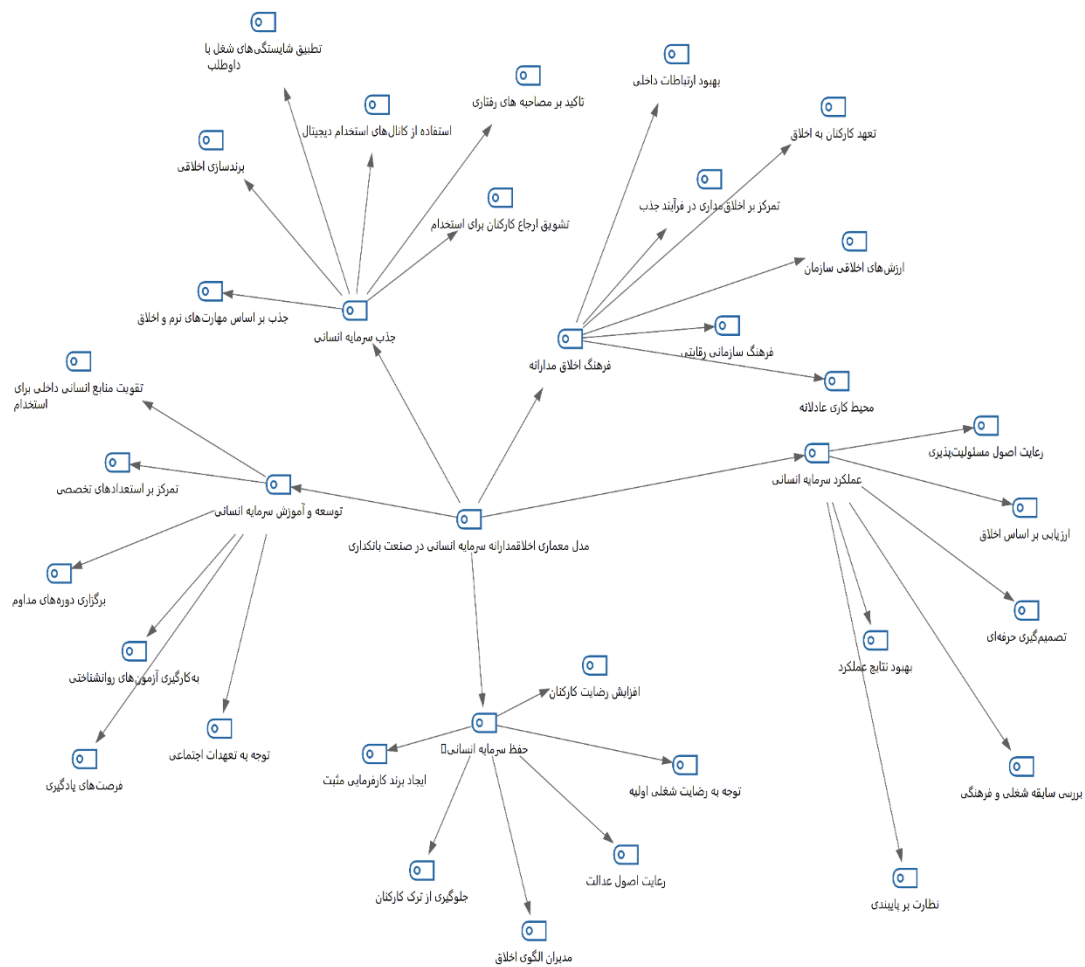 تطبیق شایستگی‌های شغل با
داوطلب
بهبود ارتباطات داخلی
تاکید بر مصاحبه های رفتاری
تعهد کارکنان به اخلاق
استفاده از کانال‌های استخدام دیجیتال
برندسازی اخلاقی
تمرکز بر اخلاق‌مداری در فرآیند جذب
تشویق ارجاع کارکنان برای استخدام
ارزش‌های اخلاقی سازمان
جذب بر اساس مهارت‌های نرم و اخلاق
جذب سرمایه انسانی
فرهنگ سازمانی رقابتی
فرهنگ اخلاق مدارانه
محیط کاری عادلانه
تقویت منابع انسانی داخلی برای
استخدام
رعایت اصول مسئولیت‌پذیری
عملکرد سرمایه انسانی
تمرکز بر استعدادهای تخصصی
توسعه و آموزش سرمایه انسانی
ارزیابی بر اساس اخلاق
مدل معماری اخلاقمدارانه سرمایه انسانی در صنعت بانکداری
برگزاری دوره‌های مداوم
تصمیم‌گیری حرفه‌ای
بهبود نتایج عملکرد
به‌کارگیری آزمون‌های روانشناختی
افزایش رضایت کارکنان
حفظ سرمایه انسانی
توجه به تعهدات اجتماعی
ایجاد برند کارفرمایی مثبت
فرصت‌های یادگیری
توجه به رضایت شغلی اولیه
بررسی سابقه شغلی و فرهنگی
رعایت اصول عدالت
جلوگیری از ترک کارکنان
نظارت بر پایبندی
مدیران الگوی اخلاق